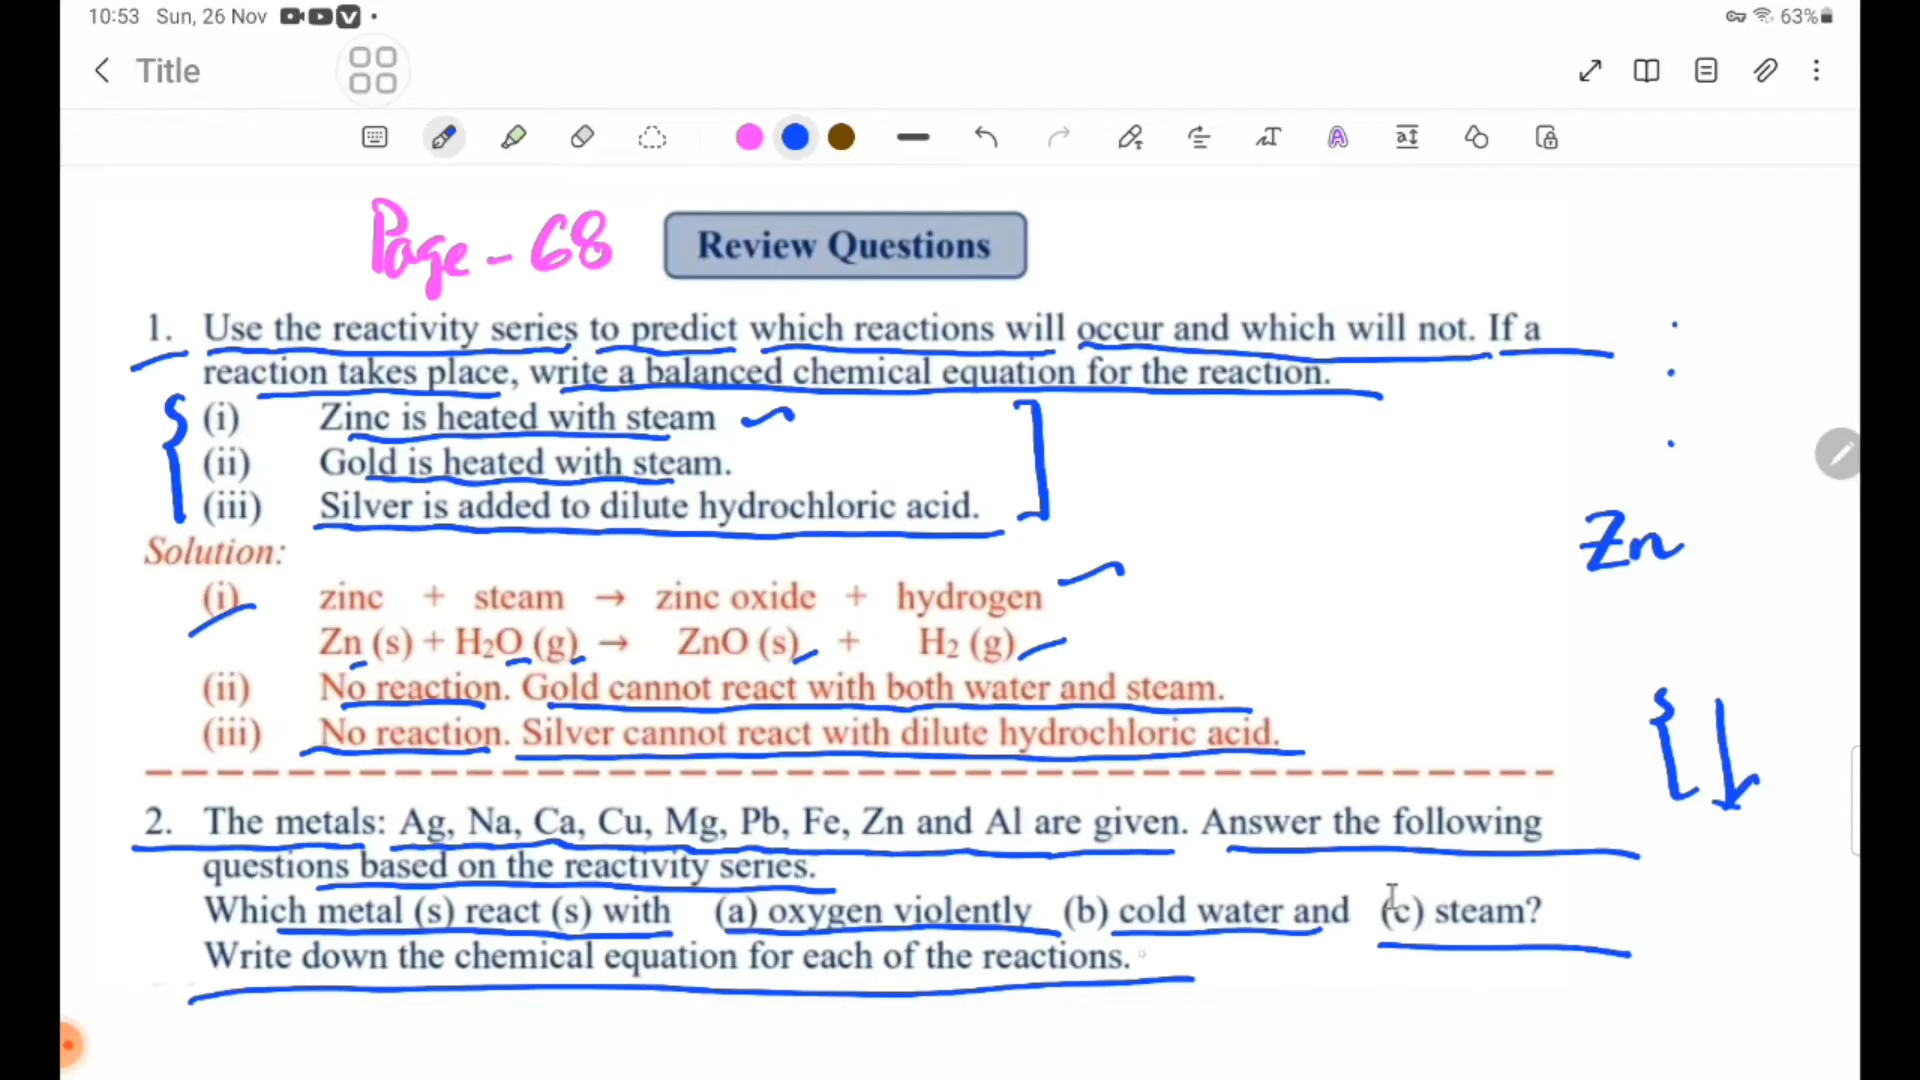 10:53 Sun, 26 Nov 63%
Title
Page - 68 Review Questions
1. Use the reactivity series to predict which reactions will occur and which will not. If a
reaction takes place, write a balanced chemical equation for the reaction.
(i) Zinc is heated with steam
(ii) Gold is heated with steam.
(iii) Silver is added to dilute hydrochloric acid.
Solution:
Zn
(i) zinc + steam → zinc oxide + hydrogen
Zn (s) + H₂O (g) → ZnO (s) + H₂ (g)
(ii) No reaction. Gold cannot react with both water and steam.
(iii) No reaction. Silver cannot react with dilute hydrochloric acid.
2. The metals: Ag, Na, Ca, Cu, Mg, Pb, Fe, Zn and Al are given. Answer the following
questions based on the reactivity series.
Which metal (s) react (s) with (a) oxygen violently (b) cold water and (c) steam?
Write down the chemical equation for each of the reactions.